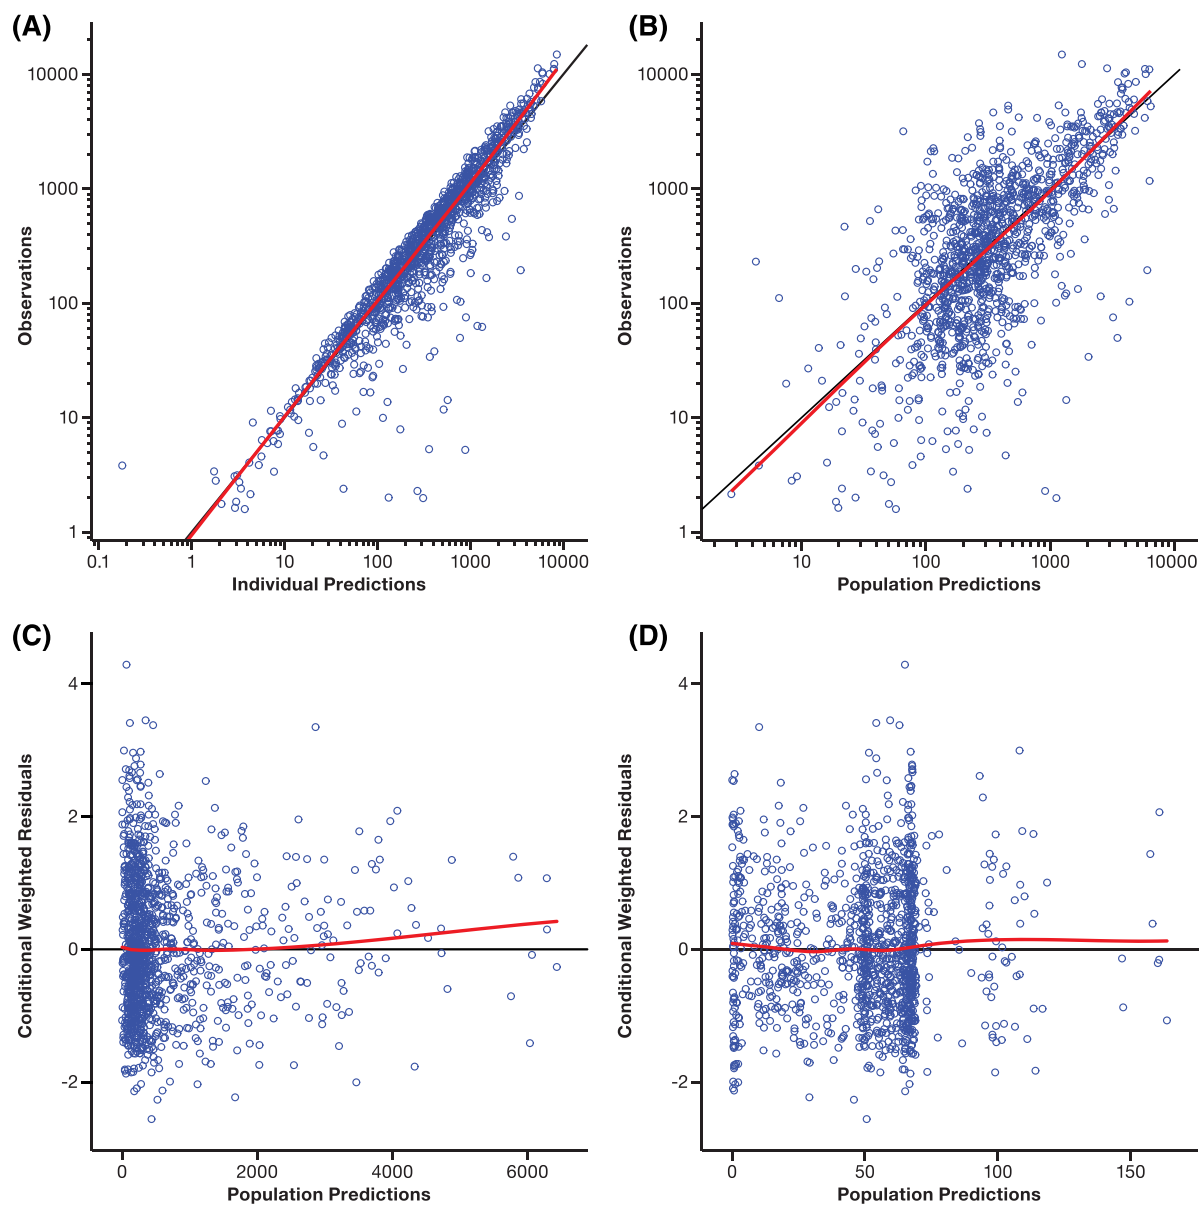 (A)
10000
1000
100
10
1
Observations
0.1 1 10 100 1000 10000
Individual Predictions
(B)
10000
1000
100
10
1
Observations
10 100 1000 10000
Population Predictions
(C)
4
2
0
-2
Conditional Weighted Residuals
0 2000 4000 6000
Population Predictions
(D)
4
2
0
-2
Conditional Weighted Residuals
0 50 100 150
Population Predictions